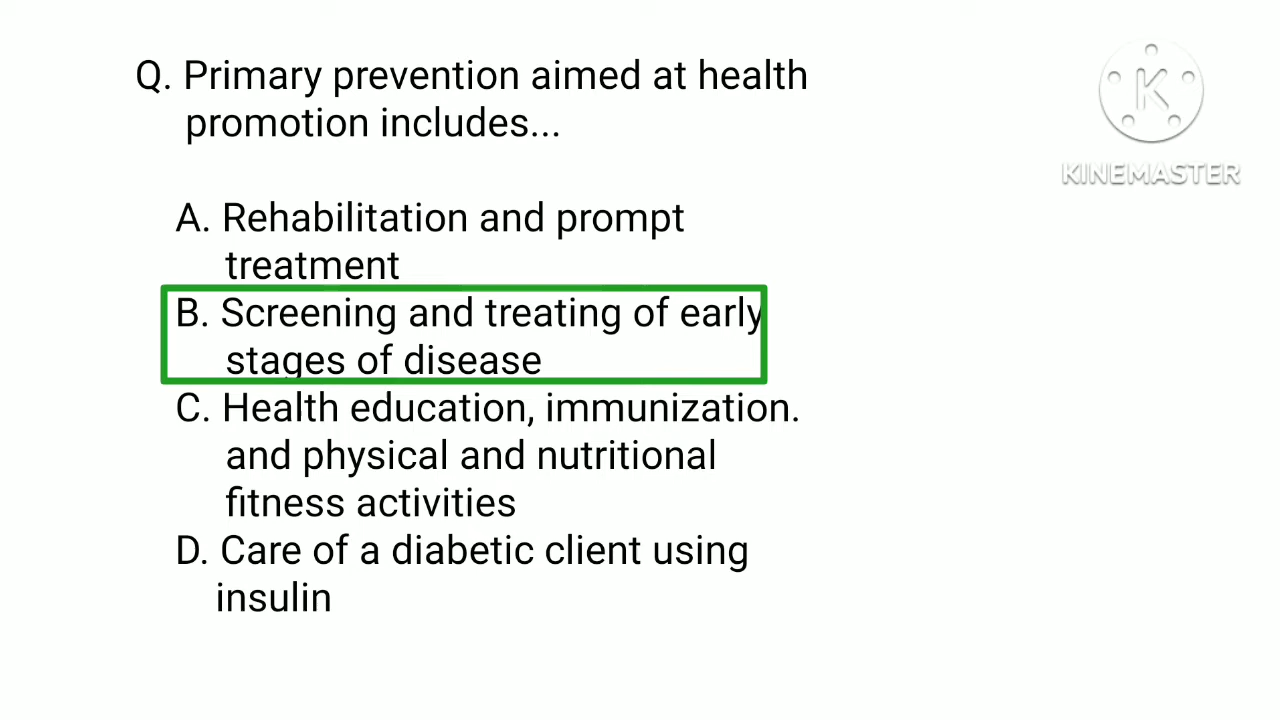 Q. Primary prevention aimed at health
promotion includes...
K
KINEMASTER
A. Rehabilitation and prompt
treatment
B. Screening and treating of early
stages of disease
C. Health education, immunization.
and physical and nutritional
fitness activities
D. Care of a diabetic client using
insulin